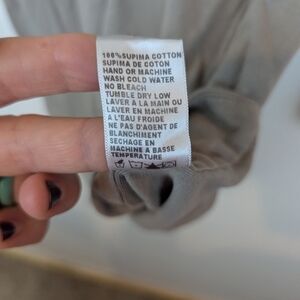 100%SUPIMA COTTON
SUPIMA DE COTON
HAND OR MACHINE
WASH COLD WATER
NO BLEACH
TUMBLE DRY LOW
LAVER À LA MAIN OU
LAVER EN MACHINE
A L'EAU FROIDE
NE PAS D'AGENT DE
BLANCHIMENT
SECHAGE EN
MACHINE A BASSE
TEMPERATURE